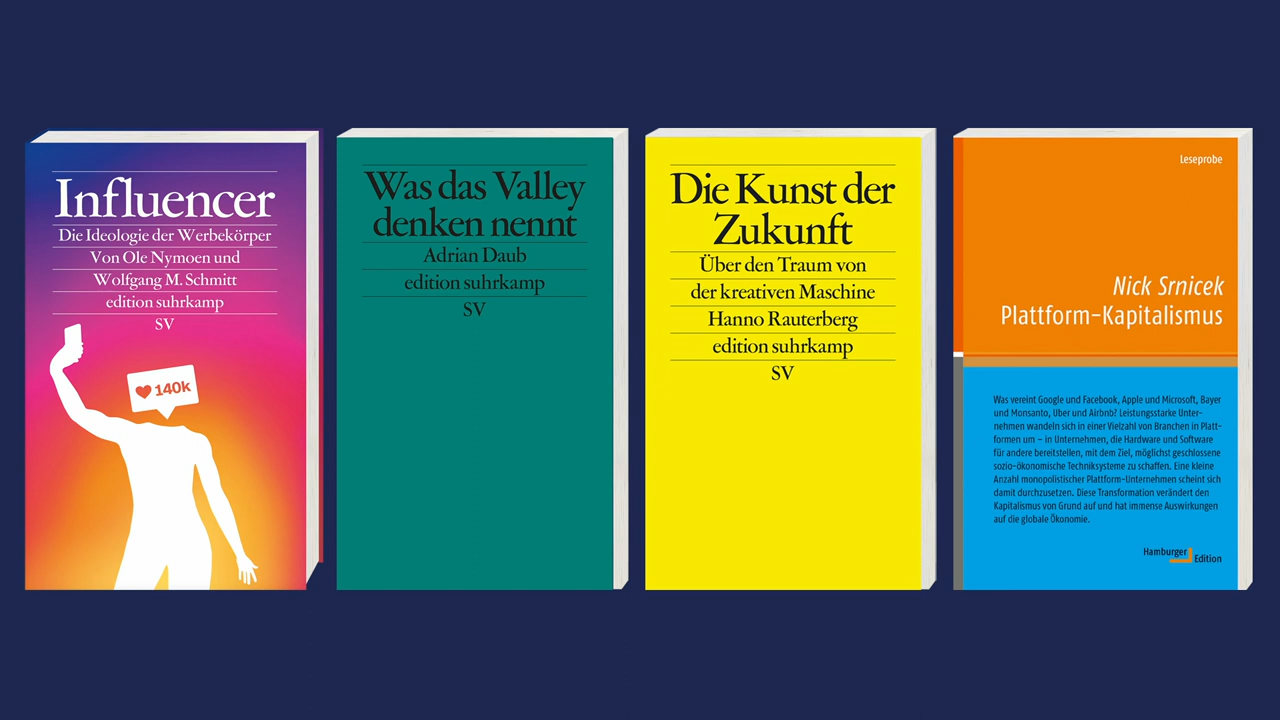 Influencer
Die Ideologie der Werbekörper
Von Ole Nymoen und
Wolfgang M. Schmitt
edition suhrkamp
SV
140k
Was das Valley
denken nennt
Adrian Daub
edition suhrkamp
SV
Die Kunst der
Zukunft
Über den Traum von
der kreativen Maschine
Hanno Rauterberg
edition suhrkamp
SV
Leseprobe
Nick Srnicek
Plattform-Kapitalismus
Was vereint Google und Facebook, Apple und Microsoft, Bayer
und Monsanto, Uber und Airbnb? Leistungsstarke Unter-
nehmen wandeln sich in einer Vielzahl von Branchen in Platt-
formen um – in Unternehmen, die Hardware und Software
für andere bereitstellen, mit dem Ziel, möglichst geschlossene
sozio-ökonomische Techniksysteme zu schaffen. Eine kleine
Anzahl monopolistischer Plattform-Unternehmen scheint sich
damit durchzusetzen. Diese Transformation verändert den
Kapitalismus von Grund auf und hat immense Auswirkungen
auf die globale Ökonomie.
Hamburger
Edition